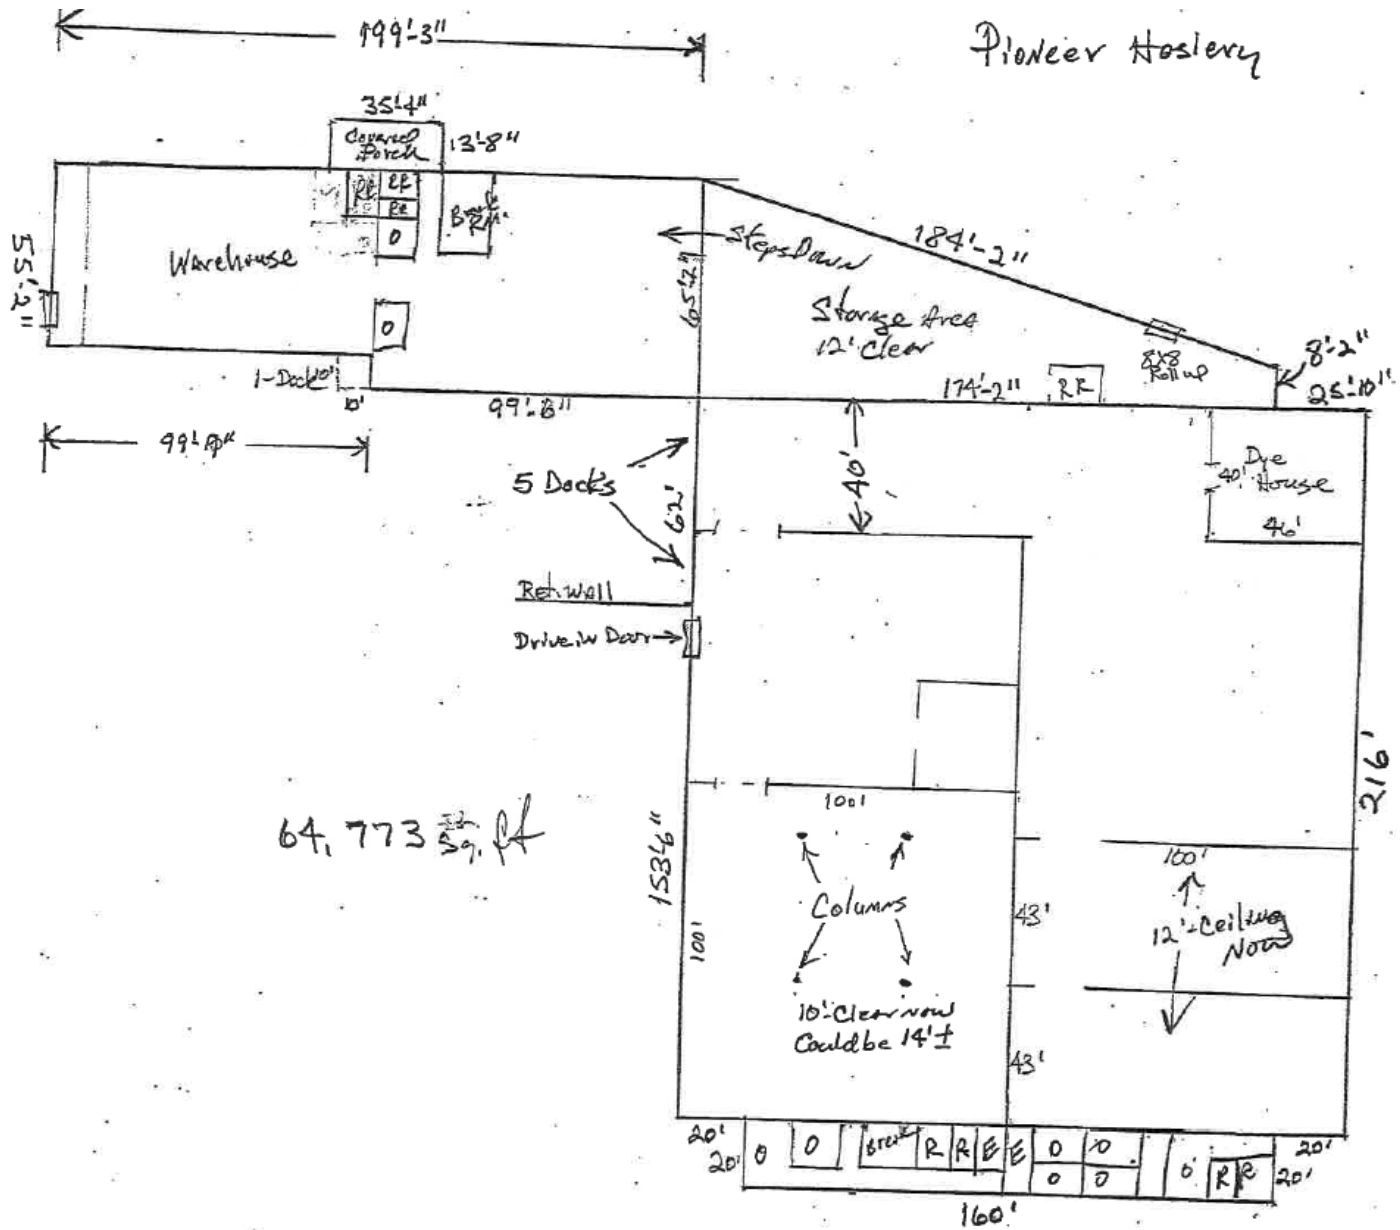 199'-3"
Pioneer Hosiery
35'-4"
Covered
Porch
13'-8"
RR
RR
RR
Break
RM.
O
O
Warehouse
55'-2"
Steps Down
65'-2"
184'-2"
Storage Area
12' Clear
8x8
Roll up
8'-2"
25'-10"
174'-2"
RR
1-Dock
10'
10'
99'-8"
5 Docks
62'
40'
Dye
House
40'
46'
Ret. Wall
Drive in Door
216'
64,773 Sq. ft
153'6"
100'
100'
Columns
10'-Clear now
Could be 14'±
43'
43'
100'
12'-Ceiling
Now
20'
20'
O
O
Break
R
R
E
E
O
O
O
O
O
R
R
20'
20'
160'